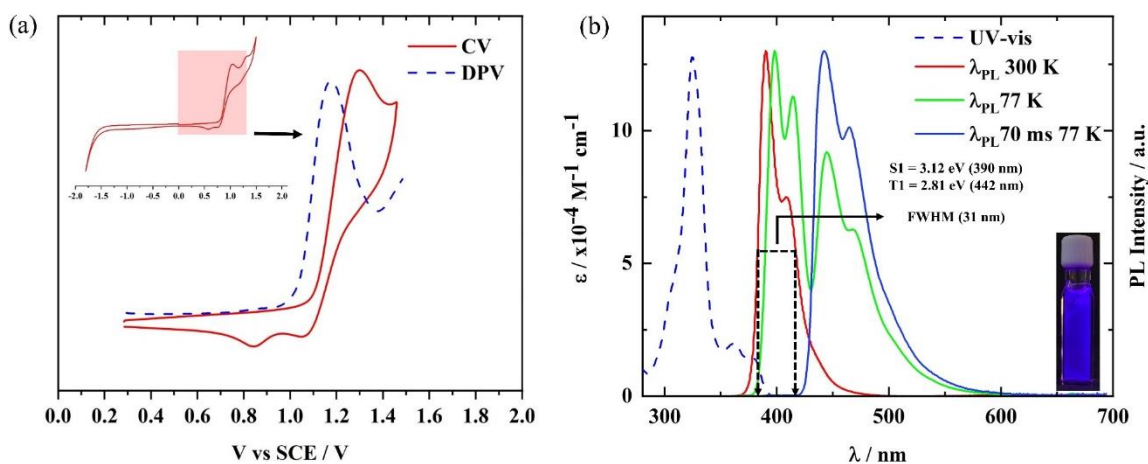 (a)
CV
DPV
-2.0 -1.5 -1.0 -0.5 0.0 0.5 1.0 1.5
0.0 0.2 0.4 0.6 0.8 1.0 1.2 1.4 1.6 1.8 2.0
V vs SCE / V
(b)
UV-vis
λPL 300 K
λPL 77 K
λPL 70 ms 77 K
S1 = 3.12 eV (390 nm)
T1 = 2.81 eV (442 nm)
FWHM (31 nm)
10
5
0
ε / x10⁻⁴ M⁻¹ cm⁻¹
PL Intensity / a.u.
300 400 500 600 700
λ / nm